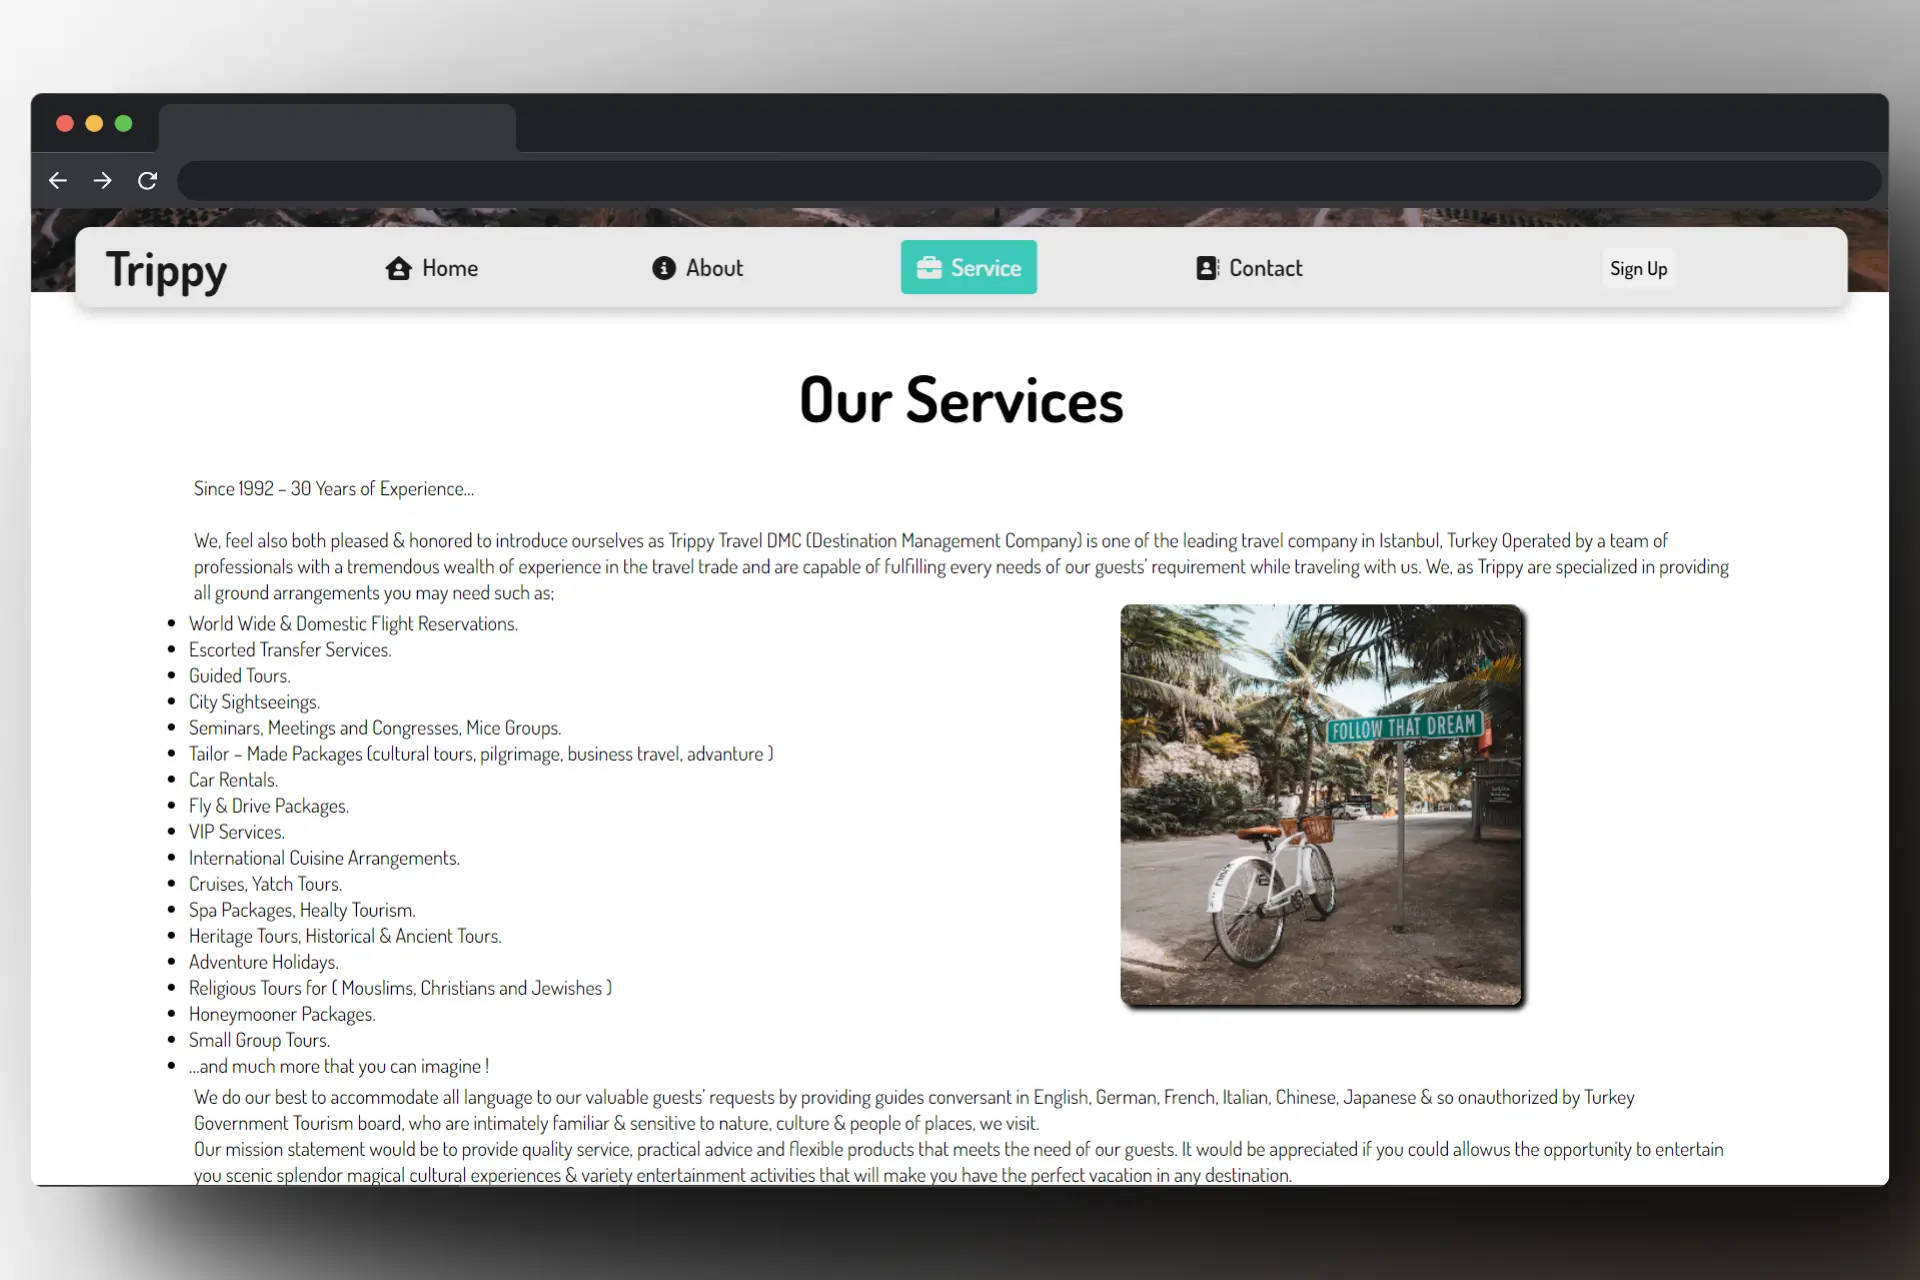 Trippy
Home
About
Service
Contact
Sign Up
Our Services
Since 1992 – 30 Years of Experience...
We, feel also both pleased & honored to introduce ourselves as Trippy Travel DMC (Destination Management Company) is one of the leading travel company in Istanbul, Turkey Operated by a team of
professionals with a tremendous wealth of experience in the travel trade and are capable of fulfilling every needs of our guests’ requirement while traveling with us. We, as Trippy are specialized in providing
all ground arrangements you may need such as;
World Wide & Domestic Flight Reservations.
Escorted Transfer Services.
Guided Tours.
City Sightseeings.
Seminars, Meetings and Congresses, Mice Groups.
Tailor – Made Packages (cultural tours, pilgrimage, business travel, advanture )
Car Rentals.
Fly & Drive Packages.
VIP Services.
International Cuisine Arrangements.
Cruises, Yatch Tours.
Spa Packages, Healty Tourism.
Heritage Tours, Historical & Ancient Tours.
Adventure Holidays.
Religious Tours for ( Mouslims, Christians and Jewishes )
Honeymooner Packages.
Small Group Tours.
...and much more that you can imagine !
FOLLOW THAT DREAM
We do our best to accommodate all language to our valuable guests’ requests by providing guides conversant in English, German, French, Italian, Chinese, Japanese & so onauthorized by Turkey
Government Tourism board, who are intimately familiar & sensitive to nature, culture & people of places, we visit.
Our mission statement would be to provide quality service, practical advice and flexible products that meets the need of our guests. It would be appreciated if you could allowus the opportunity to entertain
you scenic splendor magical cultural experiences & variety entertainment activities that will make you have the perfect vacation in any destination.